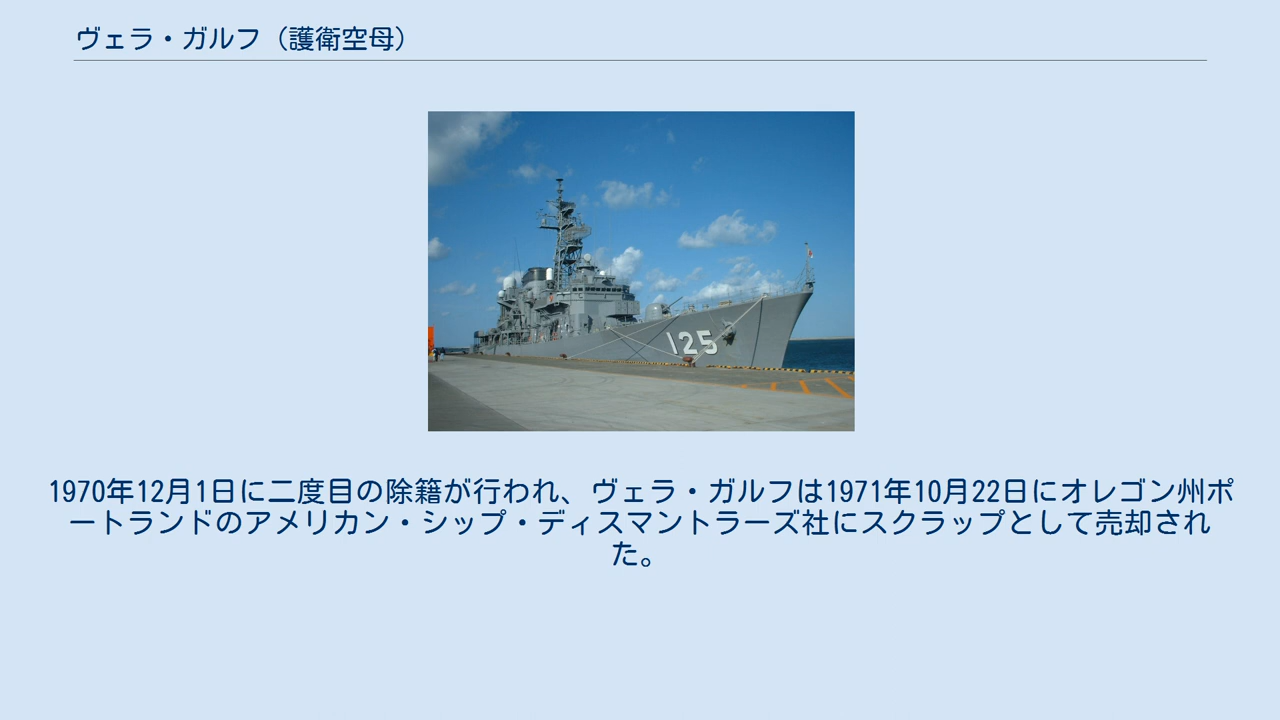 ヴェラ・ガルフ（護衛空母）
125
1970年12月1日に二度目の除籍が行われ、ヴェラ・ガルフは1971年10月22日にオレゴン州ポ
ートランドのアメリカン・シップ・ディスマントラーズ社にスクラップとして売却され
た。